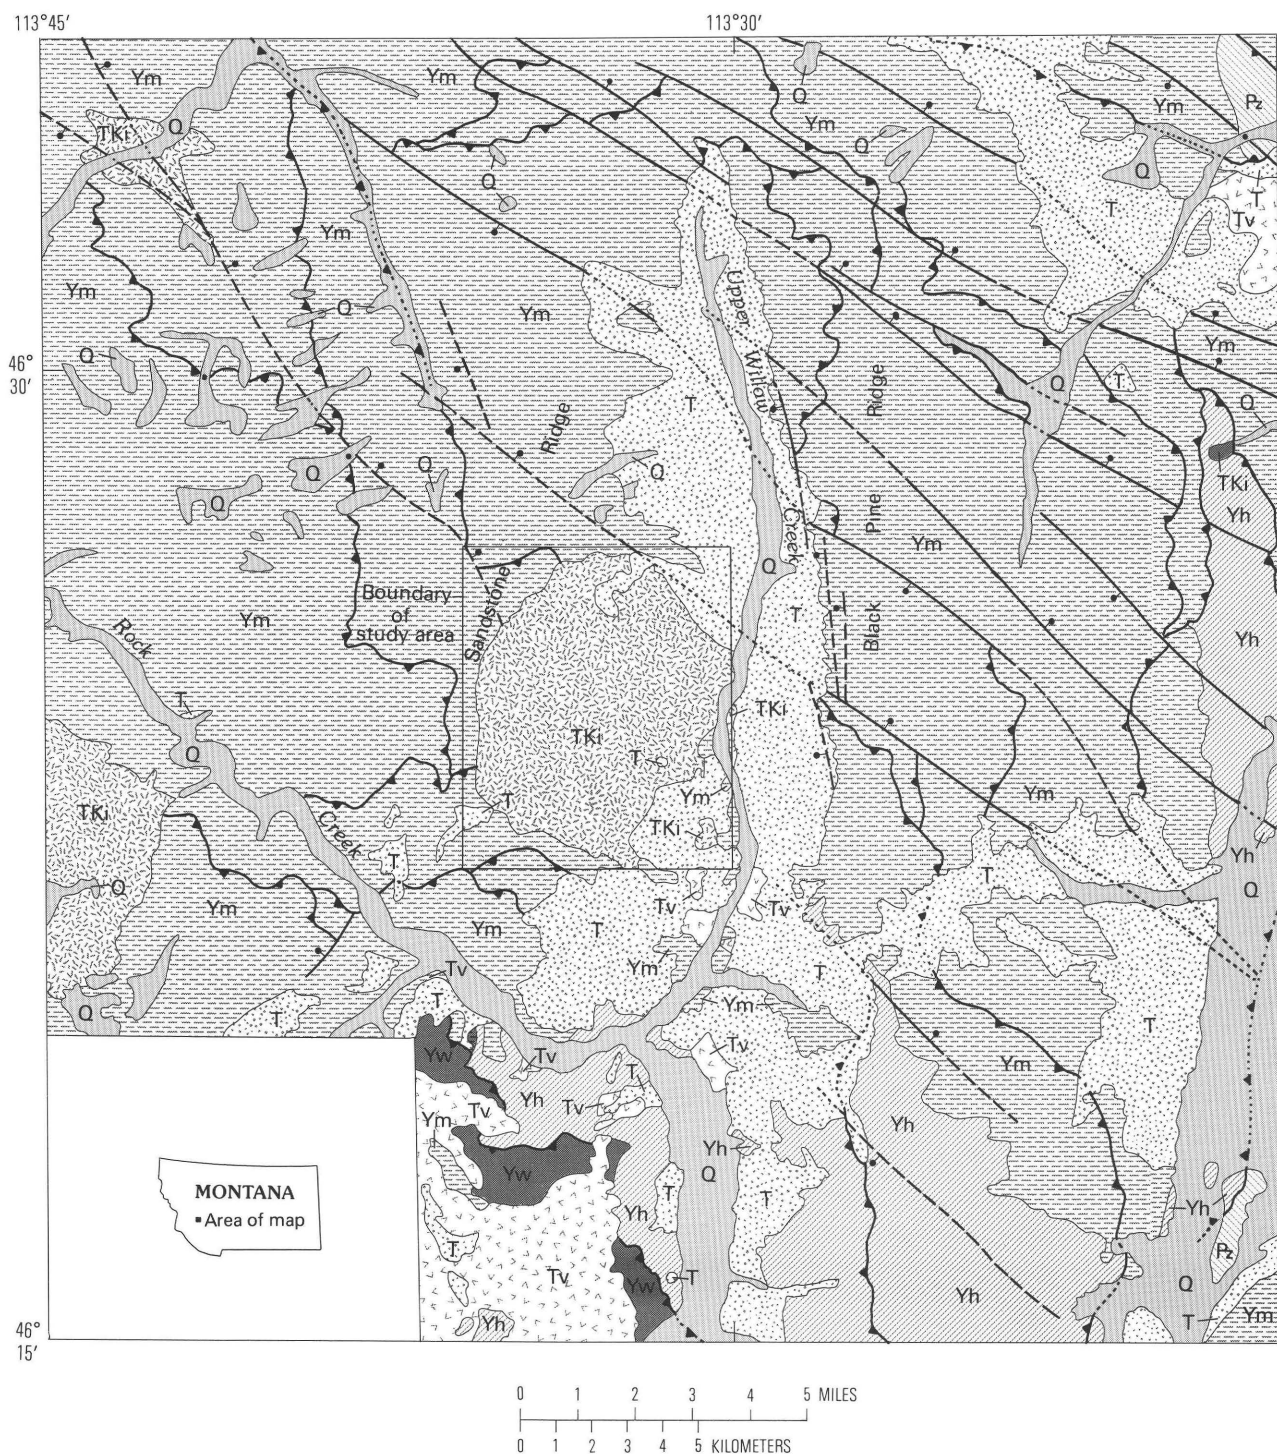 113°45'
113°30'
Ym
Ym
Q
Ym
Ym
Pz
TKi
Q
Q
Q
Q
T
T
Tv
Ym
Ym
Ym
Q
Upper
Willow
Creek
Ym
46°
30'
Q
T
Ridge
Ridge
Q
T
Q
Q
Q
Q
Q
TKi
Yh
Pine
Ym
Q
Boundary
of
study area
Sandstone
Ym
T
Black
Yh
Rock
Creek
T
TKi
Q
TKi
T
Ym
Ym
TKi
T
TKi
T
Yh
Q
Q
T
Ym
Ym
Tv
Tv
T
T
Ym
Tv
T
Ym
Q
T
T
Yw
Tv
Tv
Ym
T
T
Yh
Tv
Tv
Ym
Yh
Yh
Q
Yw
T
T
Yh
Yh
T
Pz
Tv
T
Yw
Yh
Q
T
Yh
Ym
46°
15'
MONTANA
Area of map
0 1 2 3 4 5 MILES
0 1 2 3 4 5 KILOMETERS